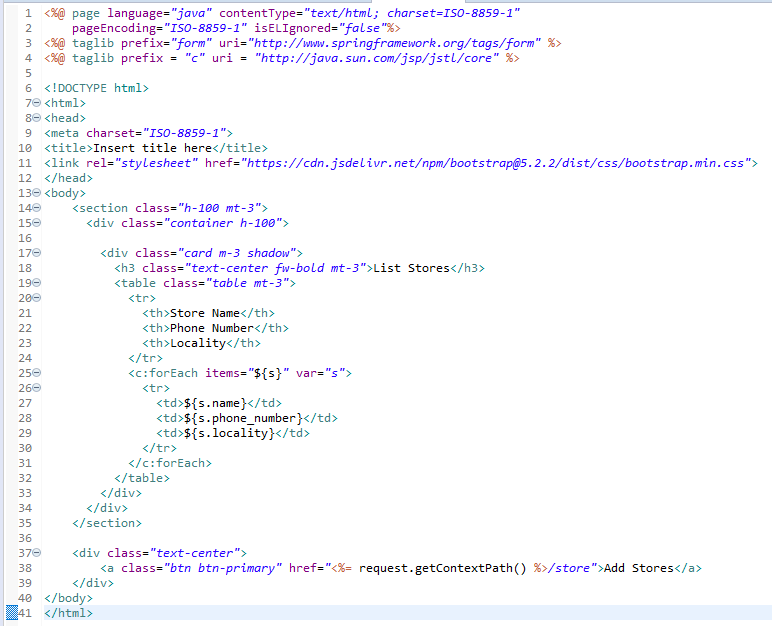 1 <%@ page language="java" contentType="text/html; charset=ISO-8859-1"
2     pageEncoding="ISO-8859-1" isELIgnored="false"%>
3 <%@ taglib prefix="form" uri="http://www.springframework.org/tags/form" %>
4 <%@ taglib prefix = "c" uri = "http://java.sun.com/jsp/jstl/core" %>
5
6 <!DOCTYPE html>
7 <html>
8 <head>
9 <meta charset="ISO-8859-1">
10 <title>Insert title here</title>
11 <link rel="stylesheet" href="https://cdn.jsdelivr.net/npm/bootstrap@5.2.2/dist/css/bootstrap.min.css">
12 </head>
13 <body>
14     <section class="h-100 mt-3">
15       <div class="container h-100">
16
17         <div class="card m-3 shadow">
18           <h3 class="text-center fw-bold mt-3">List Stores</h3>
19           <table class="table mt-3">
20             <tr>
21               <th>Store Name</th>
22               <th>Phone Number</th>
23               <th>Locality</th>
24             </tr>
25             <c:forEach items="${s}" var="s">
26               <tr>
27                 <td>${s.name}</td>
28                 <td>${s.phone_number}</td>
29                 <td>${s.locality}</td>
30               </tr>
31             </c:forEach>
32           </table>
33         </div>
34       </div>
35     </section>
36
37     <div class="text-center">
38         <a class="btn btn-primary" href="<%= request.getContextPath() %>/store">Add Stores</a>
39     </div>
40 </body>
41 </html>